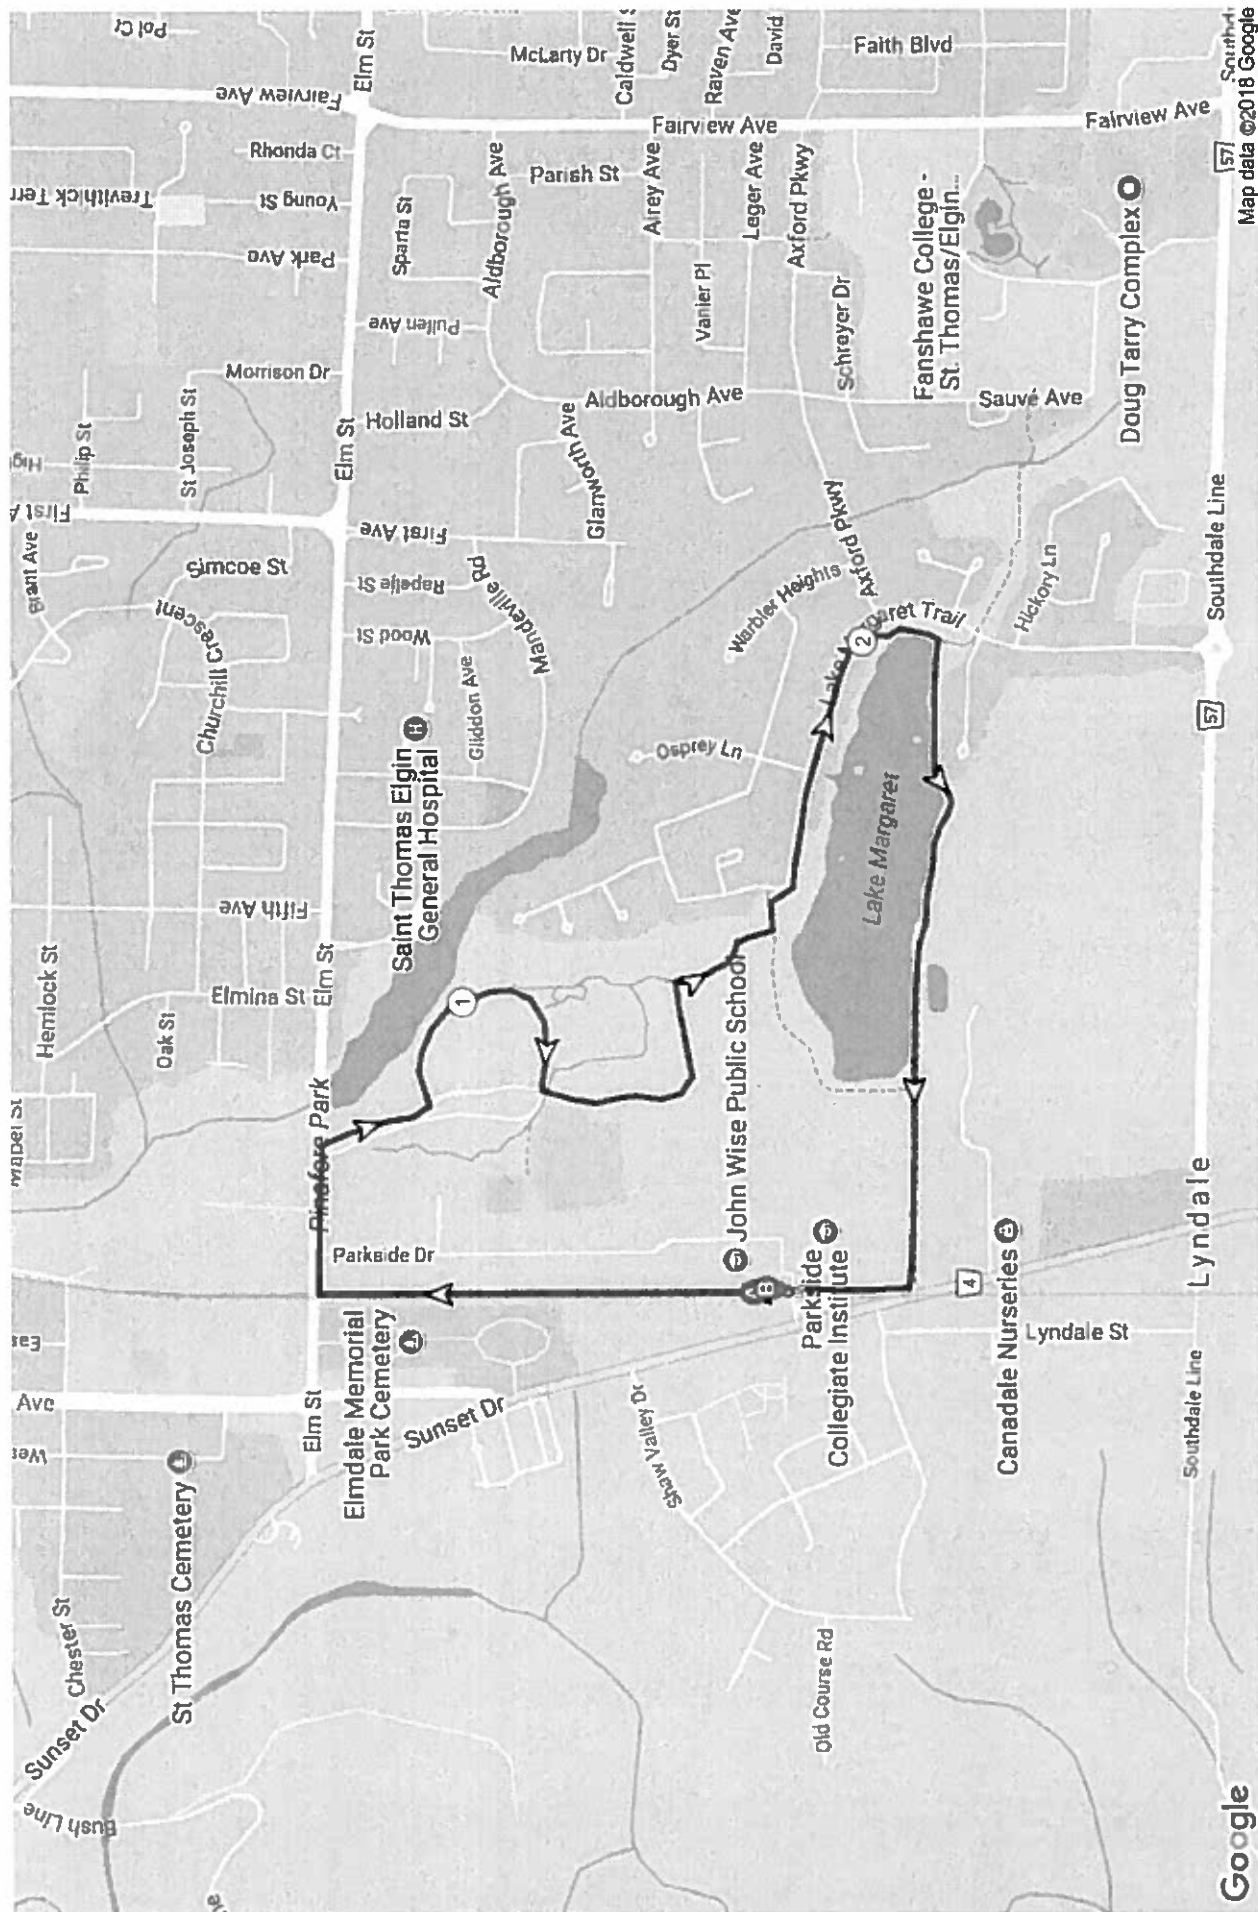 Bush Line
Sunset Dr
Chester St
Ave
Mapel St
Hemlock St
Brant Ave
First A
Philip St
Pol Cr
St Thomas Cemetery
Oak St
Elmina St
Churchill Crescent
Simcoe St
St Joseph St
Morrison Dr
Trevithick Terr
Park Ave
Young St
Rhonda Ct
Fairview Ave
Elm St
Pinafore Park
Elm St
Fifth Ave
Elm St
Elm St
Parkside Dr
Elmdale Memorial
Park Cemetery
Sunset Dr
Saint Thomas Elgin
General Hospital
Wood St
Rapelje St
First Ave
Holland St
Pullen Ave
Sparta St
Gliddon Ave
Mandeville Rd
Aldborough Ave
McLarty Dr
1
Glanworth Ave
Parish St
Caldwell S
Shaw Valley Dr
Aldborough Ave
Airey Ave
Fairview Ave
Dyer St
Osprey Ln
Vanier Pl
Raven Ave
John Wise Public School
Warbler Heights
Leger Ave
David
B
Parkside
Collegiate Institute
Old Course Rd
Axford Pkwy
Axford Pkwy
Schreyer Dr
2
Lake Margaret
Faith Blvd
Fanshawe College -
St. Thomas/Elgin...
4
Canadale Nurseries
Lyndale St
Hickory Ln
Sauvé Ave
Doug Tarry Complex
Fairview Ave
Southdale Line
Lyndale
57
Southdale Line
57
Google
Map data ©2018 Google